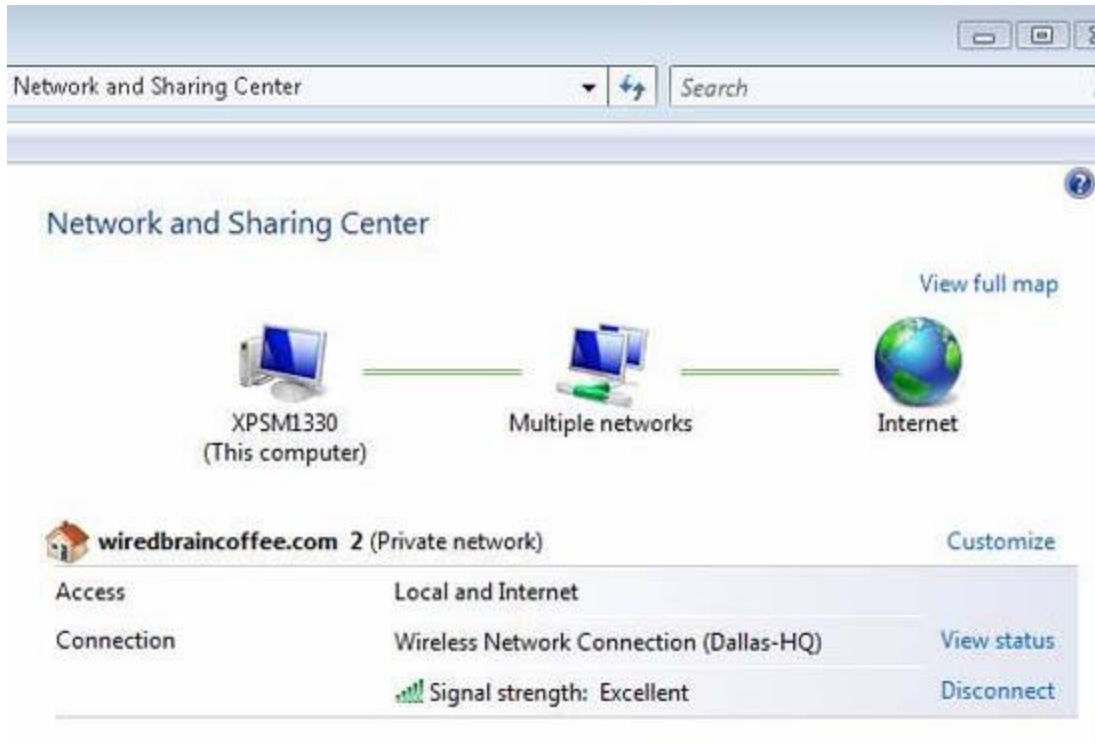 Network and Sharing Center
Search
Network and Sharing Center
View full map
XPSM1330
(This computer)
Multiple networks
Internet
wiredbraincoffee.com 2 (Private network)
Customize
Access
Local and Internet
Connection
Wireless Network Connection (Dallas-HQ)
View status
Signal strength: Excellent
Disconnect